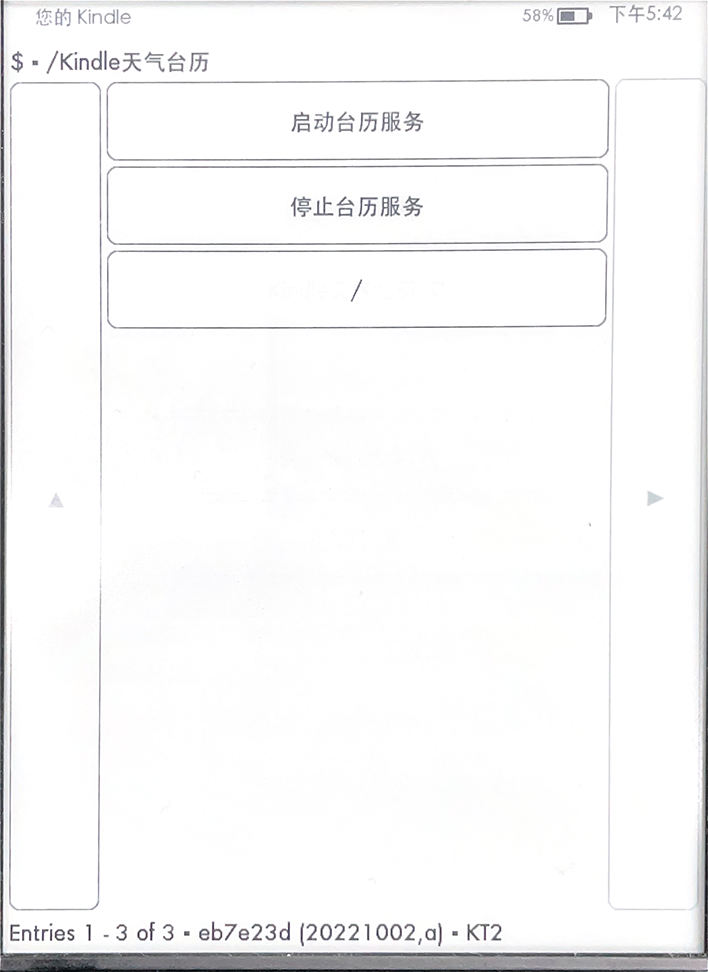 您的 Kindle 58% 下午5:42
$ ▪ /Kindle天气台历
启动台历服务
停止台历服务
/
Entries 1 - 3 of 3 ▪ eb7e23d (20221002,a) ▪ KT2